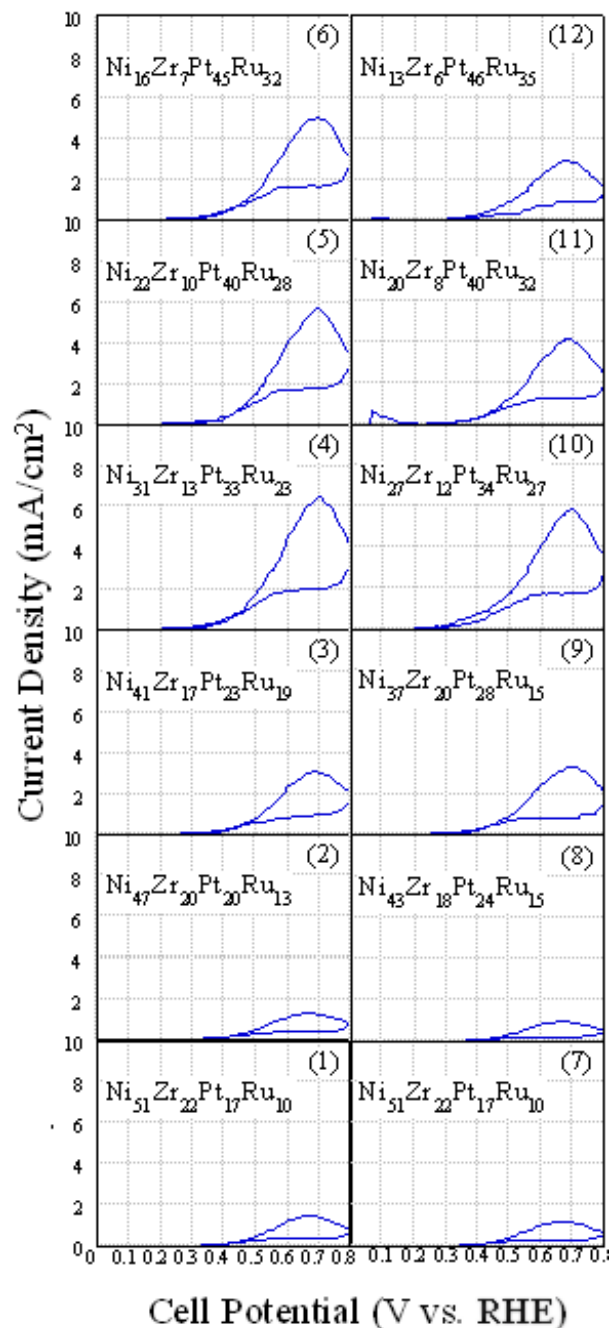 (6)
Ni16Zr7Pt45Ru32
(12)
Ni13Zr6Pt46Ru35
10
8
6
4
2
(5)
Ni22Zr10Pt40Ru28
(11)
Ni20Zr8Pt40Ru32
10
8
6
4
2
(4)
Ni31Zr13Pt33Ru23
(10)
Ni27Zr12Pt34Ru27
10
8
6
4
2
(3)
Ni41Zr17Pt23Ru19
(9)
Ni37Zr20Pt28Ru15
10
8
6
4
2
(2)
Ni47Zr20Pt20Ru13
(8)
Ni43Zr18Pt24Ru15
10
8
6
4
2
(1)
Ni51Zr22Pt17Ru10
(7)
Ni51Zr22Pt17Ru10
10
8
6
4
2
0
0 0.1 0.2 0.3 0.4 0.5 0.6 0.7 0.8 0.1 0.2 0.3 0.4 0.5 0.6 0.7 0.8
Current Density (mA/cm2)
Cell Potential (V vs. RHE)